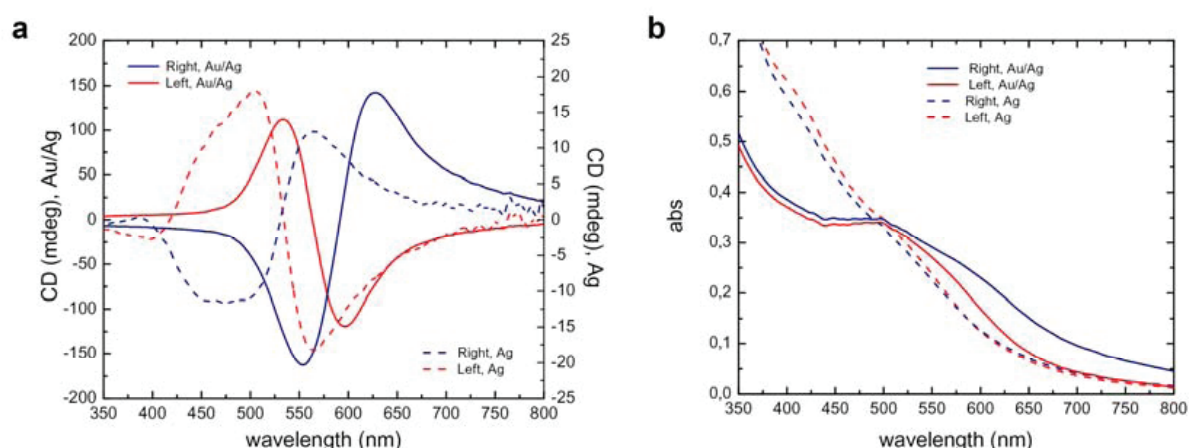 a
200
150
100
50
0
-50
-100
-150
-200
CD (mdeg), Au/Ag
Right, Au/Ag
Left, Au/Ag
Right, Ag
Left, Ag
25
20
15
10
5
0
-5
-10
-15
-20
-25
CD (mdeg), Ag
350 400 450 500 550 600 650 700 750 800
wavelength (nm)
b
0,7
0,6
0,5
0,4
0,3
0,2
0,1
0,0
abs
Right, Au/Ag
Left, Au/Ag
Right, Ag
Left, Ag
350 400 450 500 550 600 650 700 750 800
wavelength (nm)